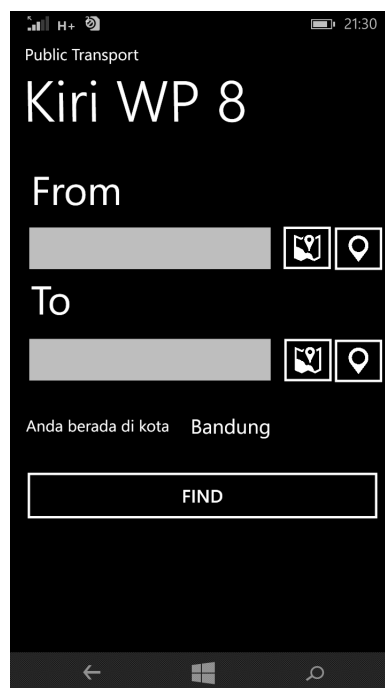 H+ 21:30
Public Transport
Kiri WP 8
From
To
Anda berada di kota Bandung
FIND